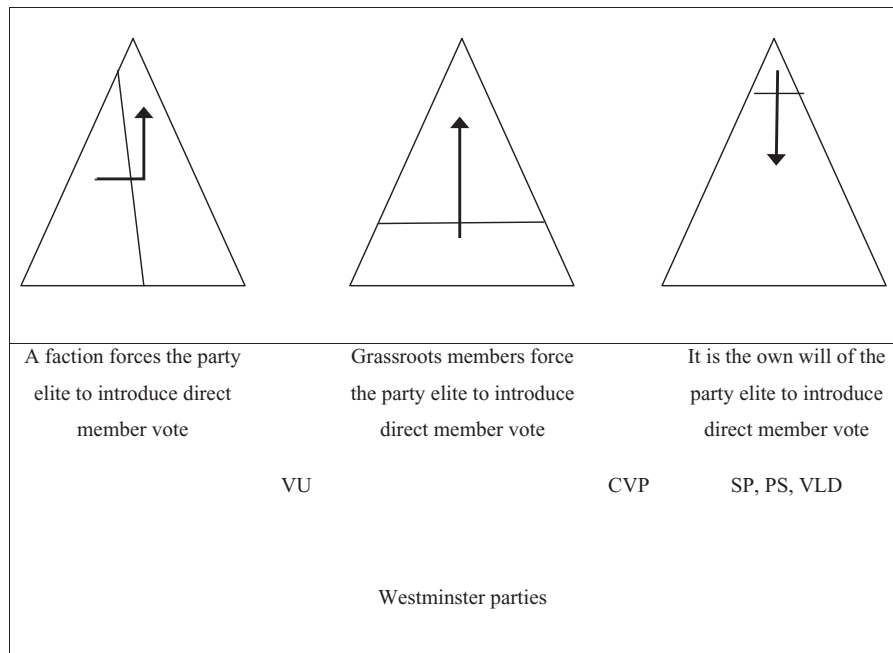 A faction forces the party
elite to introduce direct
member vote
Grassroots members force
the party elite to introduce
direct member vote
It is the own will of the
party elite to introduce
direct member vote
VU CVP SP, PS, VLD
Westminster parties